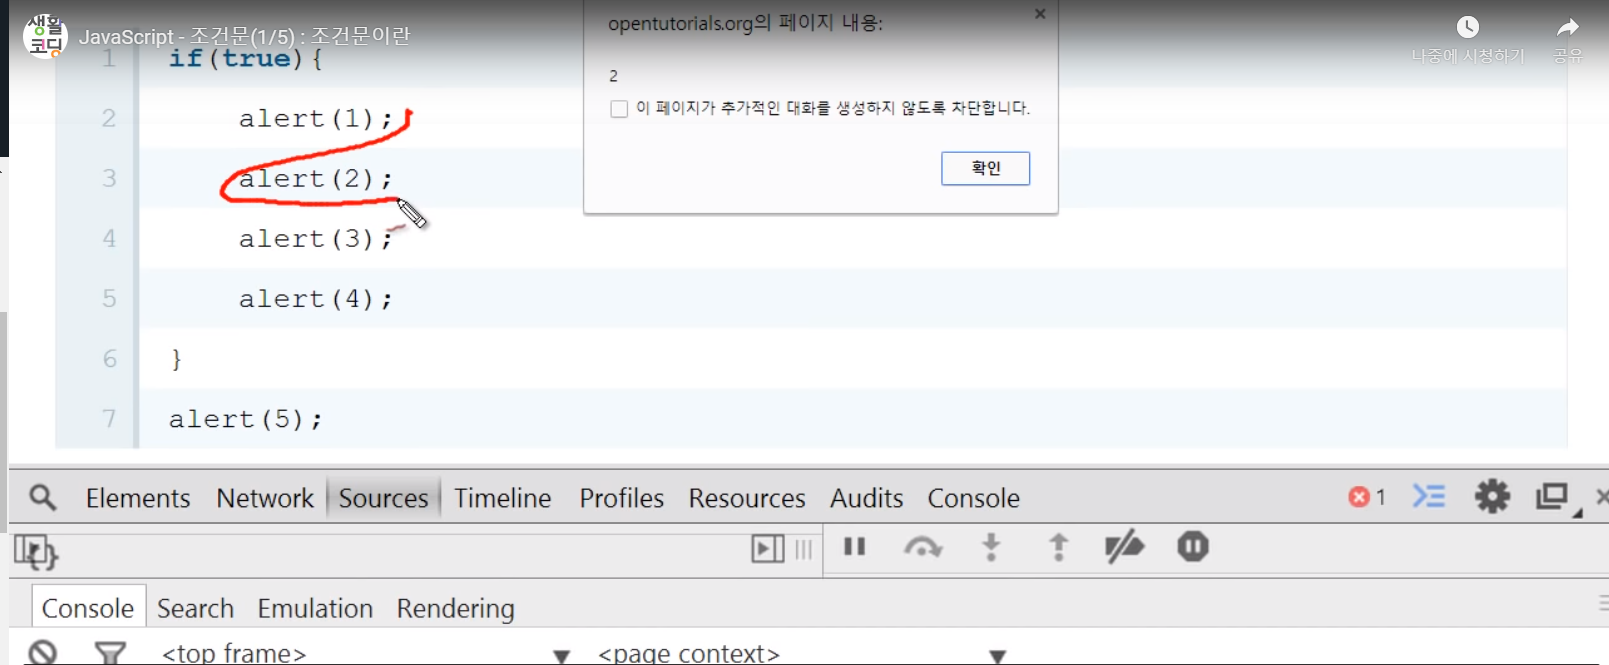 생활
코딩
JavaScript - 조건문(1/5) : 조건문이란
나중에 시청하기
공유
opentutorials.org의 페이지 내용:
2
이 페이지가 추가적인 대화를 생성하지 않도록 차단합니다.
확인
1 if(true){
2 alert(1);
3 alert(2);
4 alert(3);
5 alert(4);
6 }
7 alert(5);
Elements Network Sources Timeline Profiles Resources Audits Console 1
Console Search Emulation Rendering
<top frame> <page context>